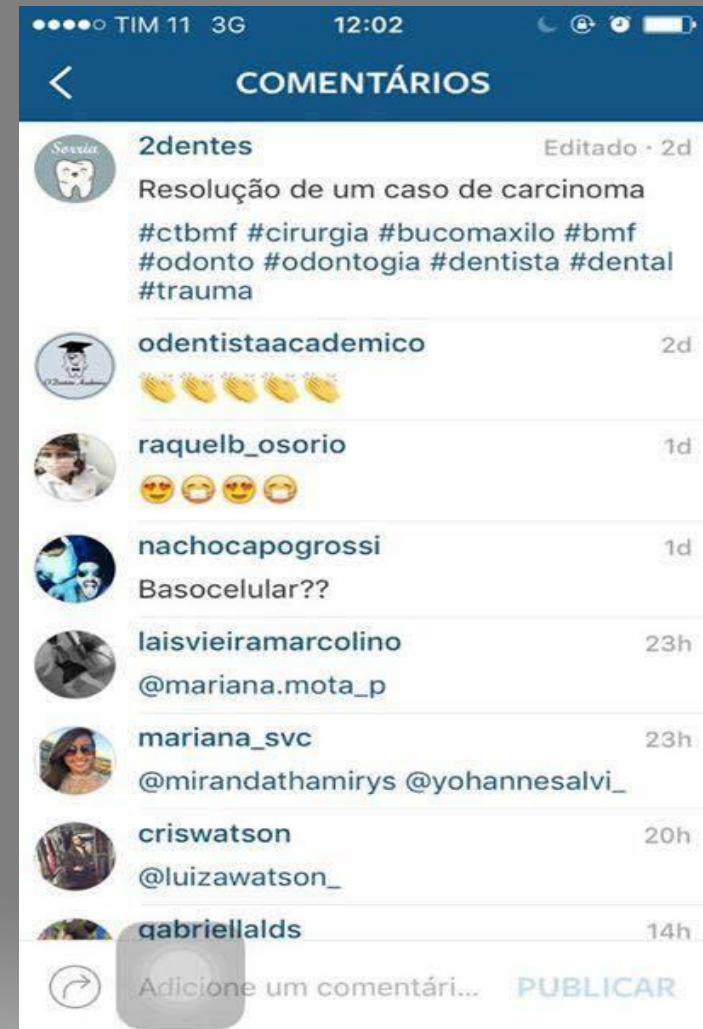 TIM 11 3G 12:02
COMENTÁRIOS
Sorria
2dentes Editado · 2d
Resolução de um caso de carcinoma
#ctbmf #cirurgia #bucomaxilo #bmf
#odonto #odontogia #dentista #dental
#trauma
odentistaacademico 2d
👏👏👏👏👏
raquelb_osorio 1d
😍😷😍😷
nachocapogrossi 1d
Basocelular??
laisvieiramarcolino 23h
@mariana.mota_p
mariana_svc 23h
@mirandathamirys @yohannesalvi_
criswatson 20h
@luizawatson_
gabriellalds 14h
Adicione um comentári... PUBLICAR